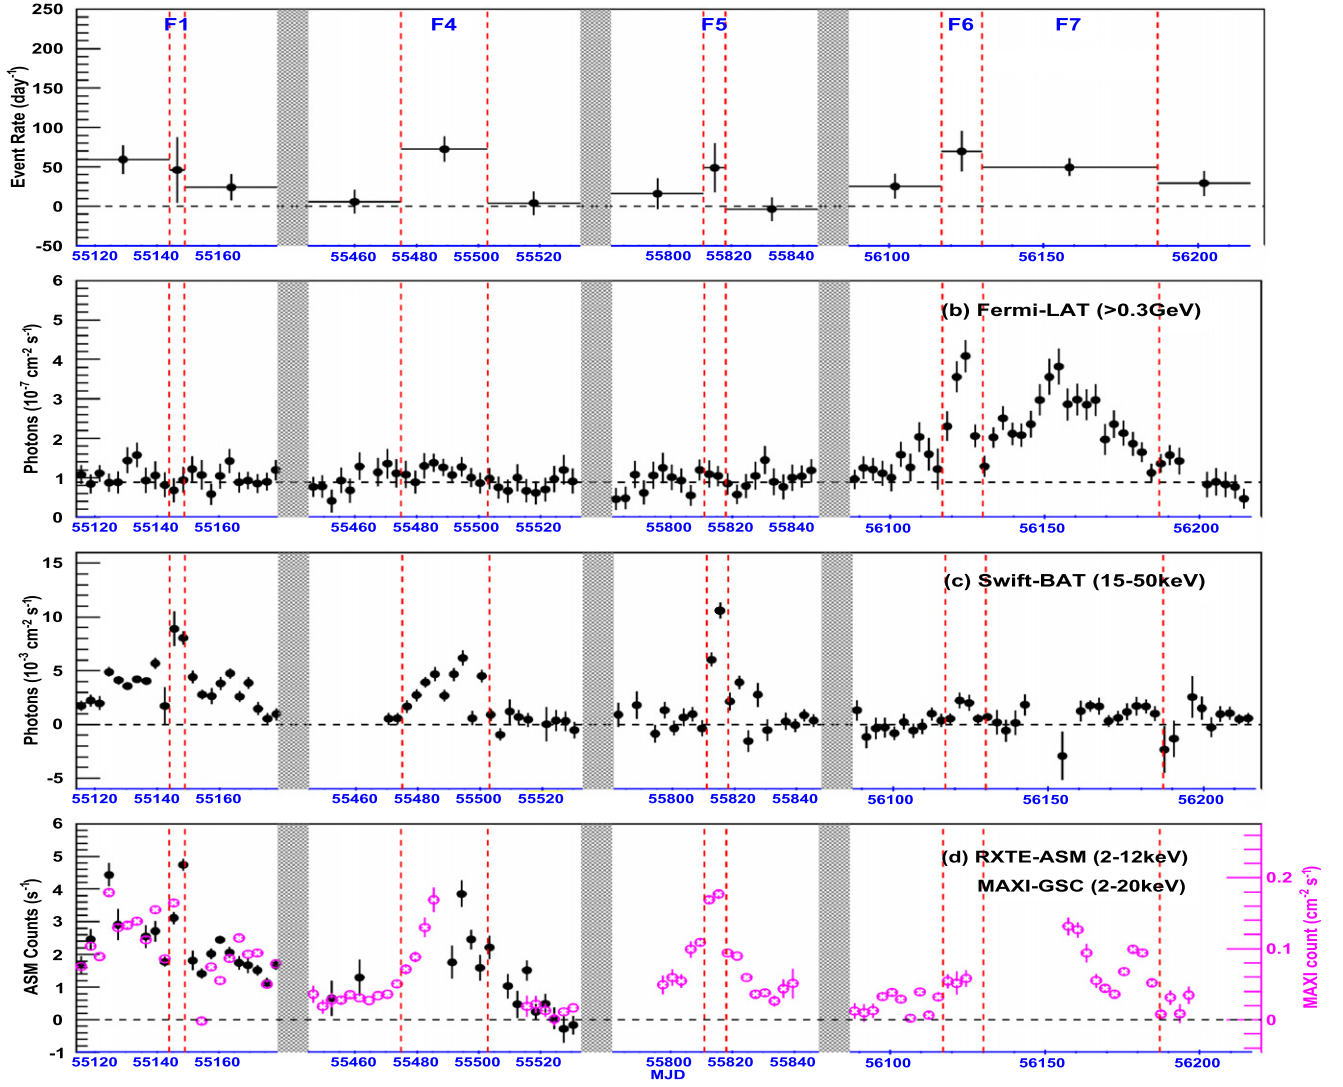 250
F1 F4 F5 F6 F7
200
150
100
50
0
-50
Event Rate (day-1)
55120 55140 55160 55460 55480 55500 55520 55800 55820 55840 56100 56150 56200
6
(b) Fermi-LAT (>0.3GeV)
5
4
3
2
1
0
Photons (10-7 cm-2 s-1)
55120 55140 55160 55460 55480 55500 55520 55800 55820 55840 56100 56150 56200
15
(c) Swift-BAT (15-50keV)
10
5
0
-5
Photons (10-3 cm-2 s-1)
55120 55140 55160 55460 55480 55500 55520 55800 55820 55840 56100 56150 56200
6
(d) RXTE-ASM (2-12keV)
MAXI-GSC (2-20keV)
5
4
3
2
1
0
-1
ASM Counts (s-1)
0.2
0.1
0
MAXI count (cm-2 s-1)
55120 55140 55160 55460 55480 55500 55520 55800 55820 55840 56100 56150 56200
MJD